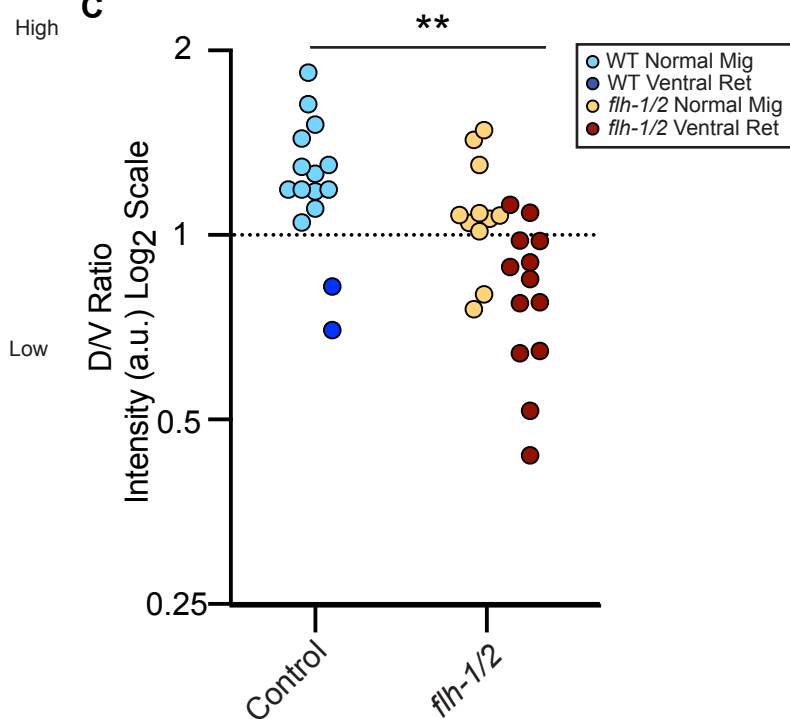 C
High
**
2
WT Normal Mig
WT Ventral Ret
flh-1/2 Normal Mig
flh-1/2 Ventral Ret
1
D/V Ratio
Intensity (a.u.) Log2 Scale
Low
0.5
0.25
Control
flh-1/2